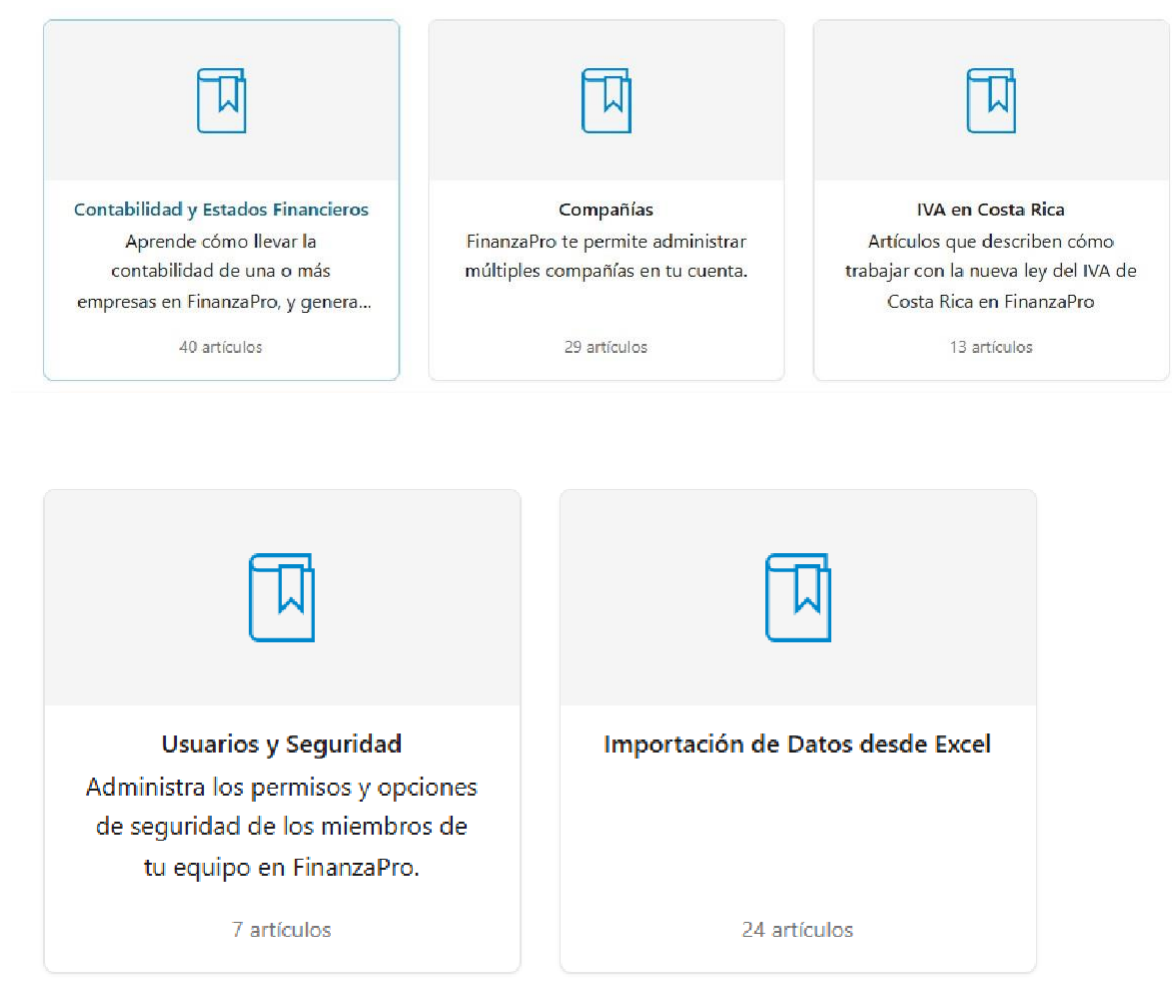 Contabilidad y Estados Financieros
Aprende cómo llevar la
contabilidad de una o más
empresas en FinanzaPro, y genera...
40 artículos
Compañías
FinanzaPro te permite administrar
múltiples compañías en tu cuenta.
29 artículos
IVA en Costa Rica
Artículos que describen cómo
trabajar con la nueva ley del IVA de
Costa Rica en FinanzaPro
13 artículos
Usuarios y Seguridad
Administra los permisos y opciones
de seguridad de los miembros de
tu equipo en FinanzaPro.
7 artículos
Importación de Datos desde Excel
24 artículos